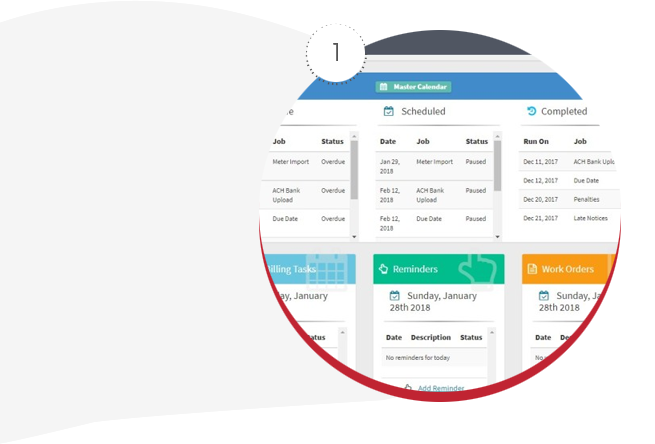 1
Master Calendar
Scheduled
Completed
Job Status
Meter Import Overdue
ACH Bank Overdue
Upload
Due Date Overdue
Date Job Status
Jan 29, Meter Import Paused
2018
Feb 12, ACH Bank Paused
2018 Upload
Feb 12, Due Date Paused
2018
Run On Job
Dec 11, 2017 ACH Bank Uplo
Dec 12, 2017 Due Date
Dec 20, 2017 Penalties
Dec 21, 2017 Late Notices
illing Tasks
ay, January
atus
Reminders
Sunday, January
28th 2018
Date Description Status
No reminders for today
Add Reminder
Work Orders
Sunday, Ja
28th 2018
Date De
No